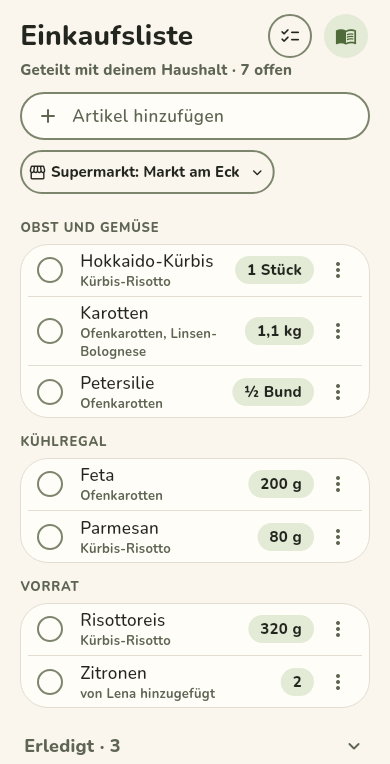 Einkaufsliste
Geteilt mit deinem Haushalt · 7 offen
Artikel hinzufügen
Supermarkt: Markt am Eck
OBST UND GEMÜSE
Hokkaido-Kürbis
Kürbis-Risotto
1 Stück
Karotten
Ofenkarotten, Linsen-
Bolognese
1,1 kg
Petersilie
Ofenkarotten
½ Bund
KÜHLREGAL
Feta
Ofenkarotten
200 g
Parmesan
Kürbis-Risotto
80 g
VORRAT
Risottoreis
Kürbis-Risotto
320 g
Zitronen
von Lena hinzugefügt
2
Erledigt · 3